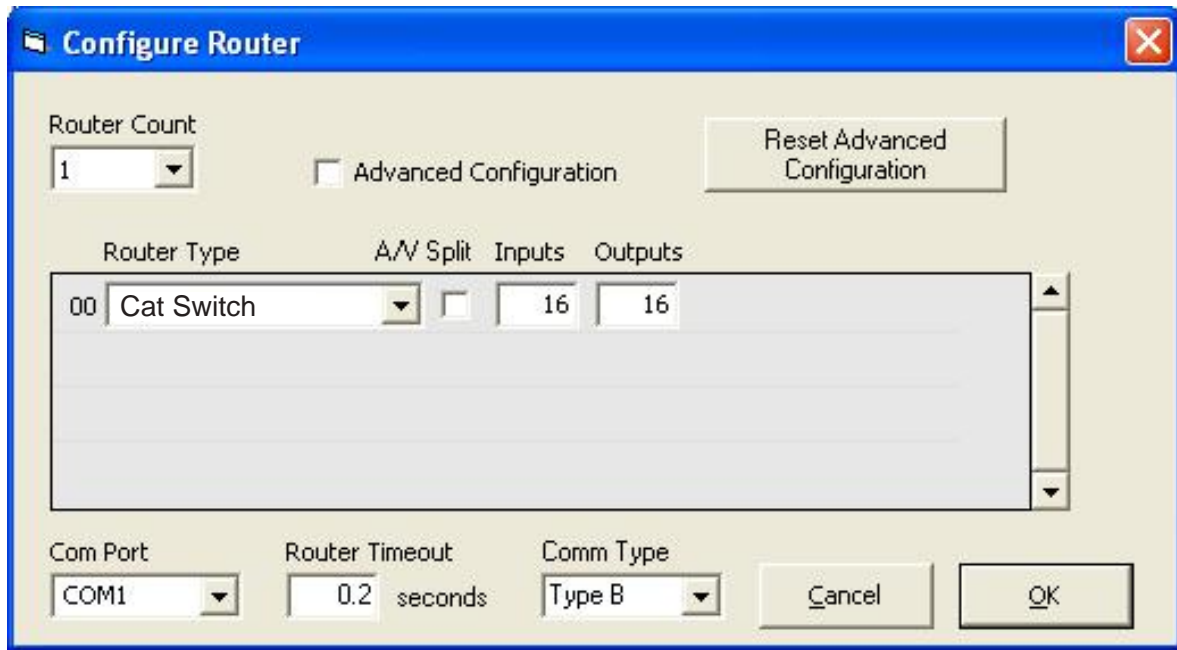 Configure Router
Router Count
Reset Advanced
Configuration
1
Advanced Configuration
Router Type A/V Split Inputs Outputs
00 Cat Switch 16 16
Com Port Router Timeout Comm Type
COM1 0.2 seconds Type B Cancel OK